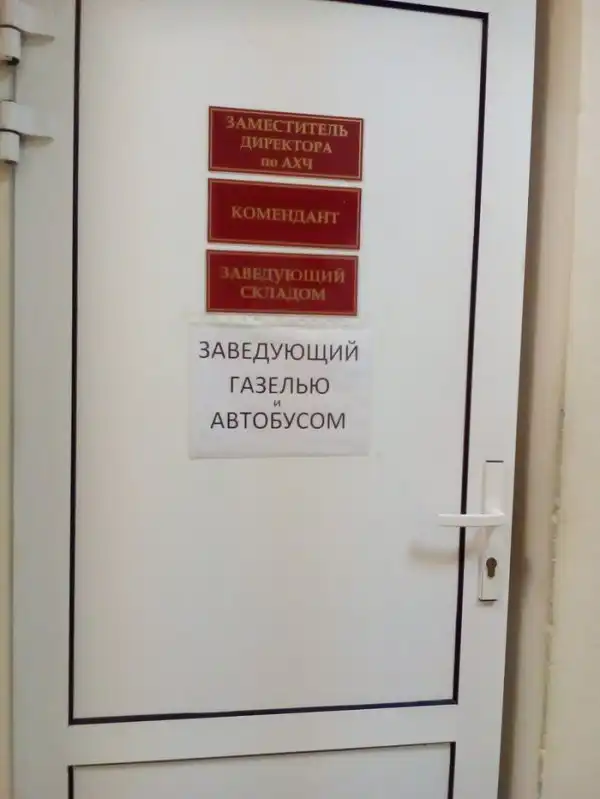 ЗАМЕСТИТЕЛЬ
ДИРЕКТОРА
по АХЧ
КОМЕНДАНТ
ЗАВЕДУЮЩИЙ
СКЛАДОМ
ЗАВЕДУЮЩИЙ
ГАЗЕЛЬЮ
и
АВТОБУСОМ